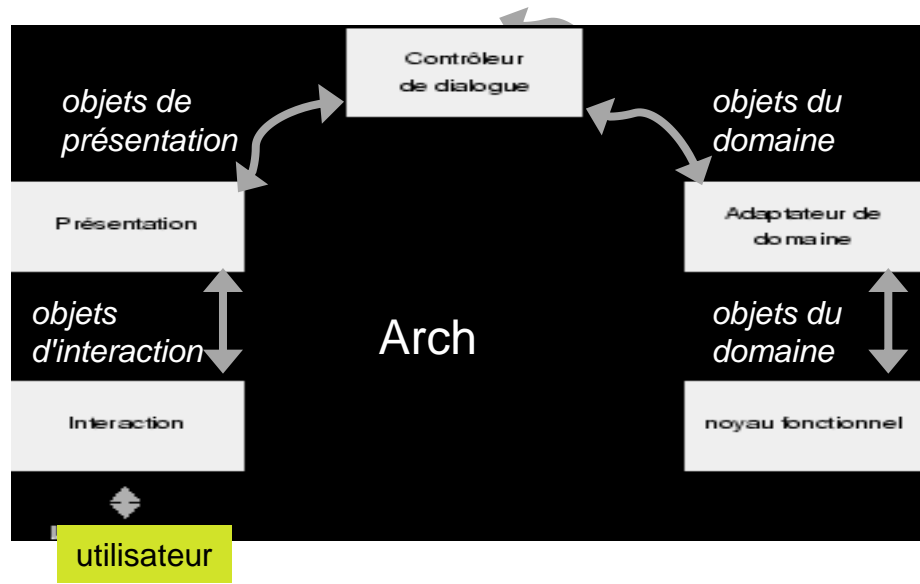 Contrôleur
de dialogue
objets de
présentation
objets du
domaine
Présentation
Adaptateur de
domaine
objets
d'interaction
Arch
objets du
domaine
Interaction
noyau fonctionnel
utilisateur